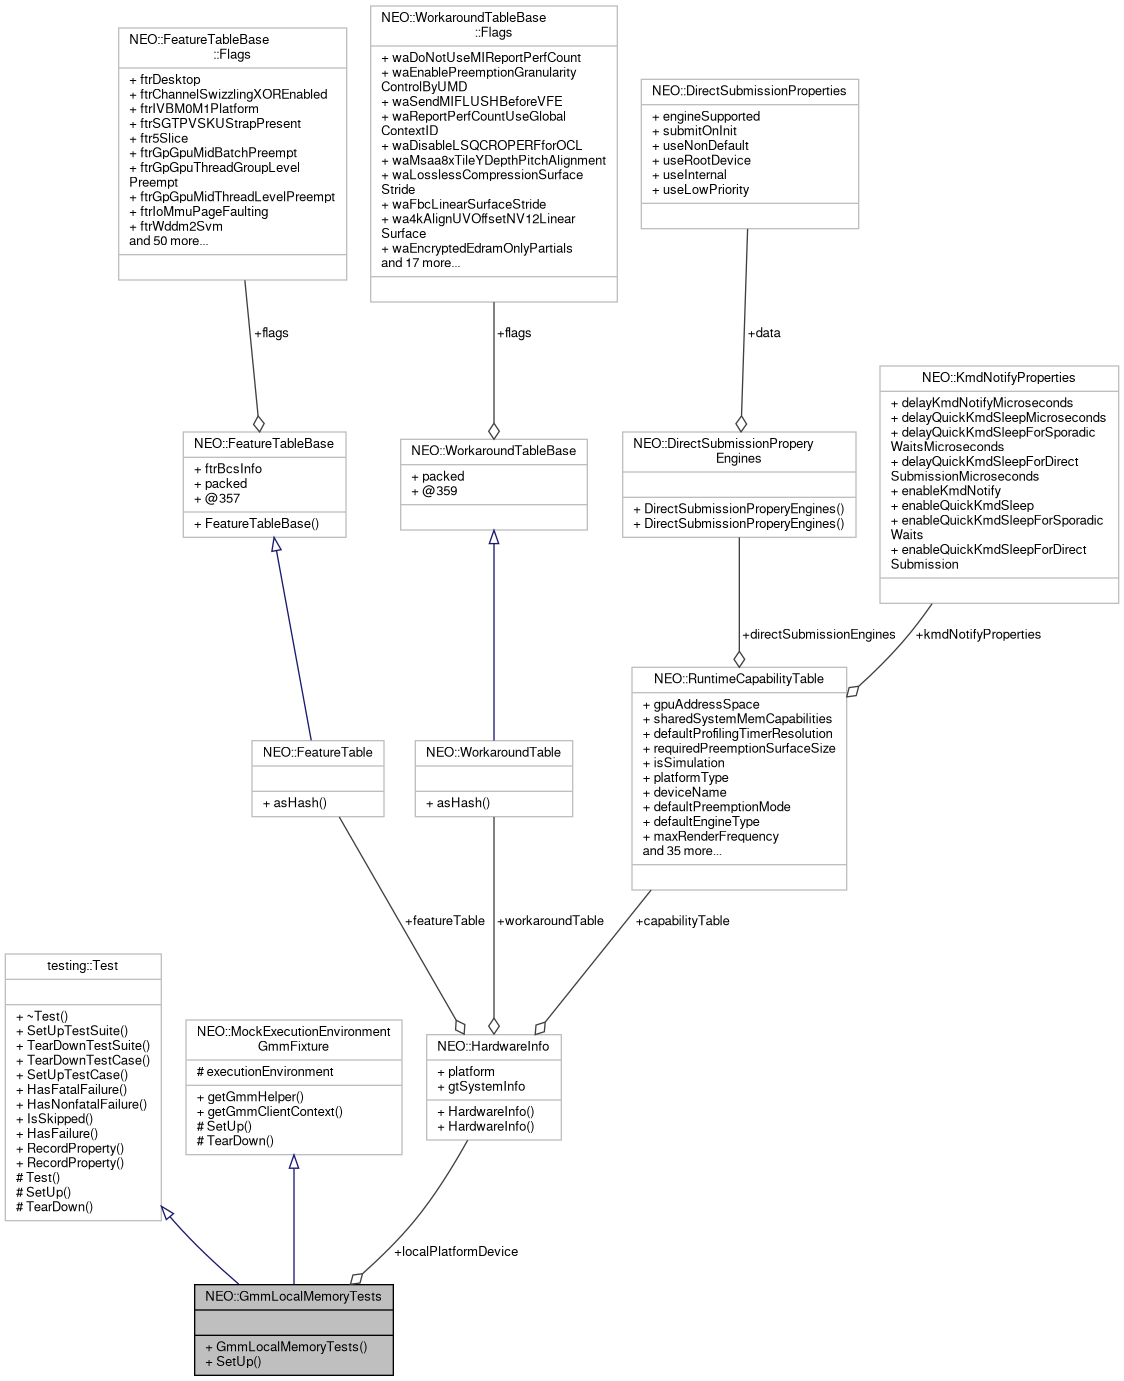 NEO::FeatureTableBase
::Flags
+ ftrDesktop
+ ftrChannelSwizzlingXOREnabled
+ ftrIVBM0M1Platform
+ ftrSGTPVSKUStrapPresent
+ ftr5Slice
+ ftrGpGpuMidBatchPreempt
+ ftrGpGpuThreadGroupLevel
Preempt
+ ftrGpGpuMidThreadLevelPreempt
+ ftrIoMmuPageFaulting
+ ftrWddm2Svm
and 50 more...
NEO::WorkaroundTableBase
::Flags
+ waDoNotUseMIReportPerfCount
+ waEnablePreemptionGranularity
ControlByUMD
+ waSendMIFLUSHBeforeVFE
+ waReportPerfCountUseGlobal
ContextID
+ waDisableLSQCROPERFforOCL
+ waMsaa8xTileYDepthPitchAlignment
+ waLosslessCompressionSurface
Stride
+ waFbcLinearSurfaceStride
+ wa4kAlignUVOffsetNV12Linear
Surface
+ waEncryptedEdramOnlyPartials
and 17 more...
NEO::DirectSubmissionProperties
+ engineSupported
+ submitOnInit
+ useNonDefault
+ useRootDevice
+ useInternal
+ useLowPriority
+flags
+flags
+data
NEO::KmdNotifyProperties
+ delayKmdNotifyMicroseconds
+ delayQuickKmdSleepMicroseconds
+ delayQuickKmdSleepForSporadic
WaitsMicroseconds
+ delayQuickKmdSleepForDirect
SubmissionMicroseconds
+ enableKmdNotify
+ enableQuickKmdSleep
+ enableQuickKmdSleepForSporadic
Waits
+ enableQuickKmdSleepForDirect
Submission
NEO::FeatureTableBase
+ ftrBcsInfo
+ packed
+ @357
+ FeatureTableBase()
NEO::WorkaroundTableBase
+ packed
+ @359
NEO::DirectSubmissionPropery
Engines
+ DirectSubmissionProperyEngines()
+ DirectSubmissionProperyEngines()
+directSubmissionEngines
+kmdNotifyProperties
NEO::RuntimeCapabilityTable
+ gpuAddressSpace
+ sharedSystemMemCapabilities
+ defaultProfilingTimerResolution
+ requiredPreemptionSurfaceSize
+ isSimulation
+ platformType
+ deviceName
+ defaultPreemptionMode
+ defaultEngineType
+ maxRenderFrequency
and 35 more...
NEO::FeatureTable
+ asHash()
NEO::WorkaroundTable
+ asHash()
+featureTable
+workaroundTable
+capabilityTable
testing::Test
+ ~Test()
+ SetUpTestSuite()
+ TearDownTestSuite()
+ TearDownTestCase()
+ SetUpTestCase()
+ HasFatalFailure()
+ HasNonfatalFailure()
+ IsSkipped()
+ HasFailure()
+ RecordProperty()
+ RecordProperty()
# Test()
# SetUp()
# TearDown()
NEO::MockExecutionEnvironment
GmmFixture
# executionEnvironment
+ getGmmHelper()
+ getGmmClientContext()
# SetUp()
# TearDown()
NEO::HardwareInfo
+ platform
+ gtSystemInfo
+ HardwareInfo()
+ HardwareInfo()
+localPlatformDevice
NEO::GmmLocalMemoryTests
+ GmmLocalMemoryTests()
+ SetUp()